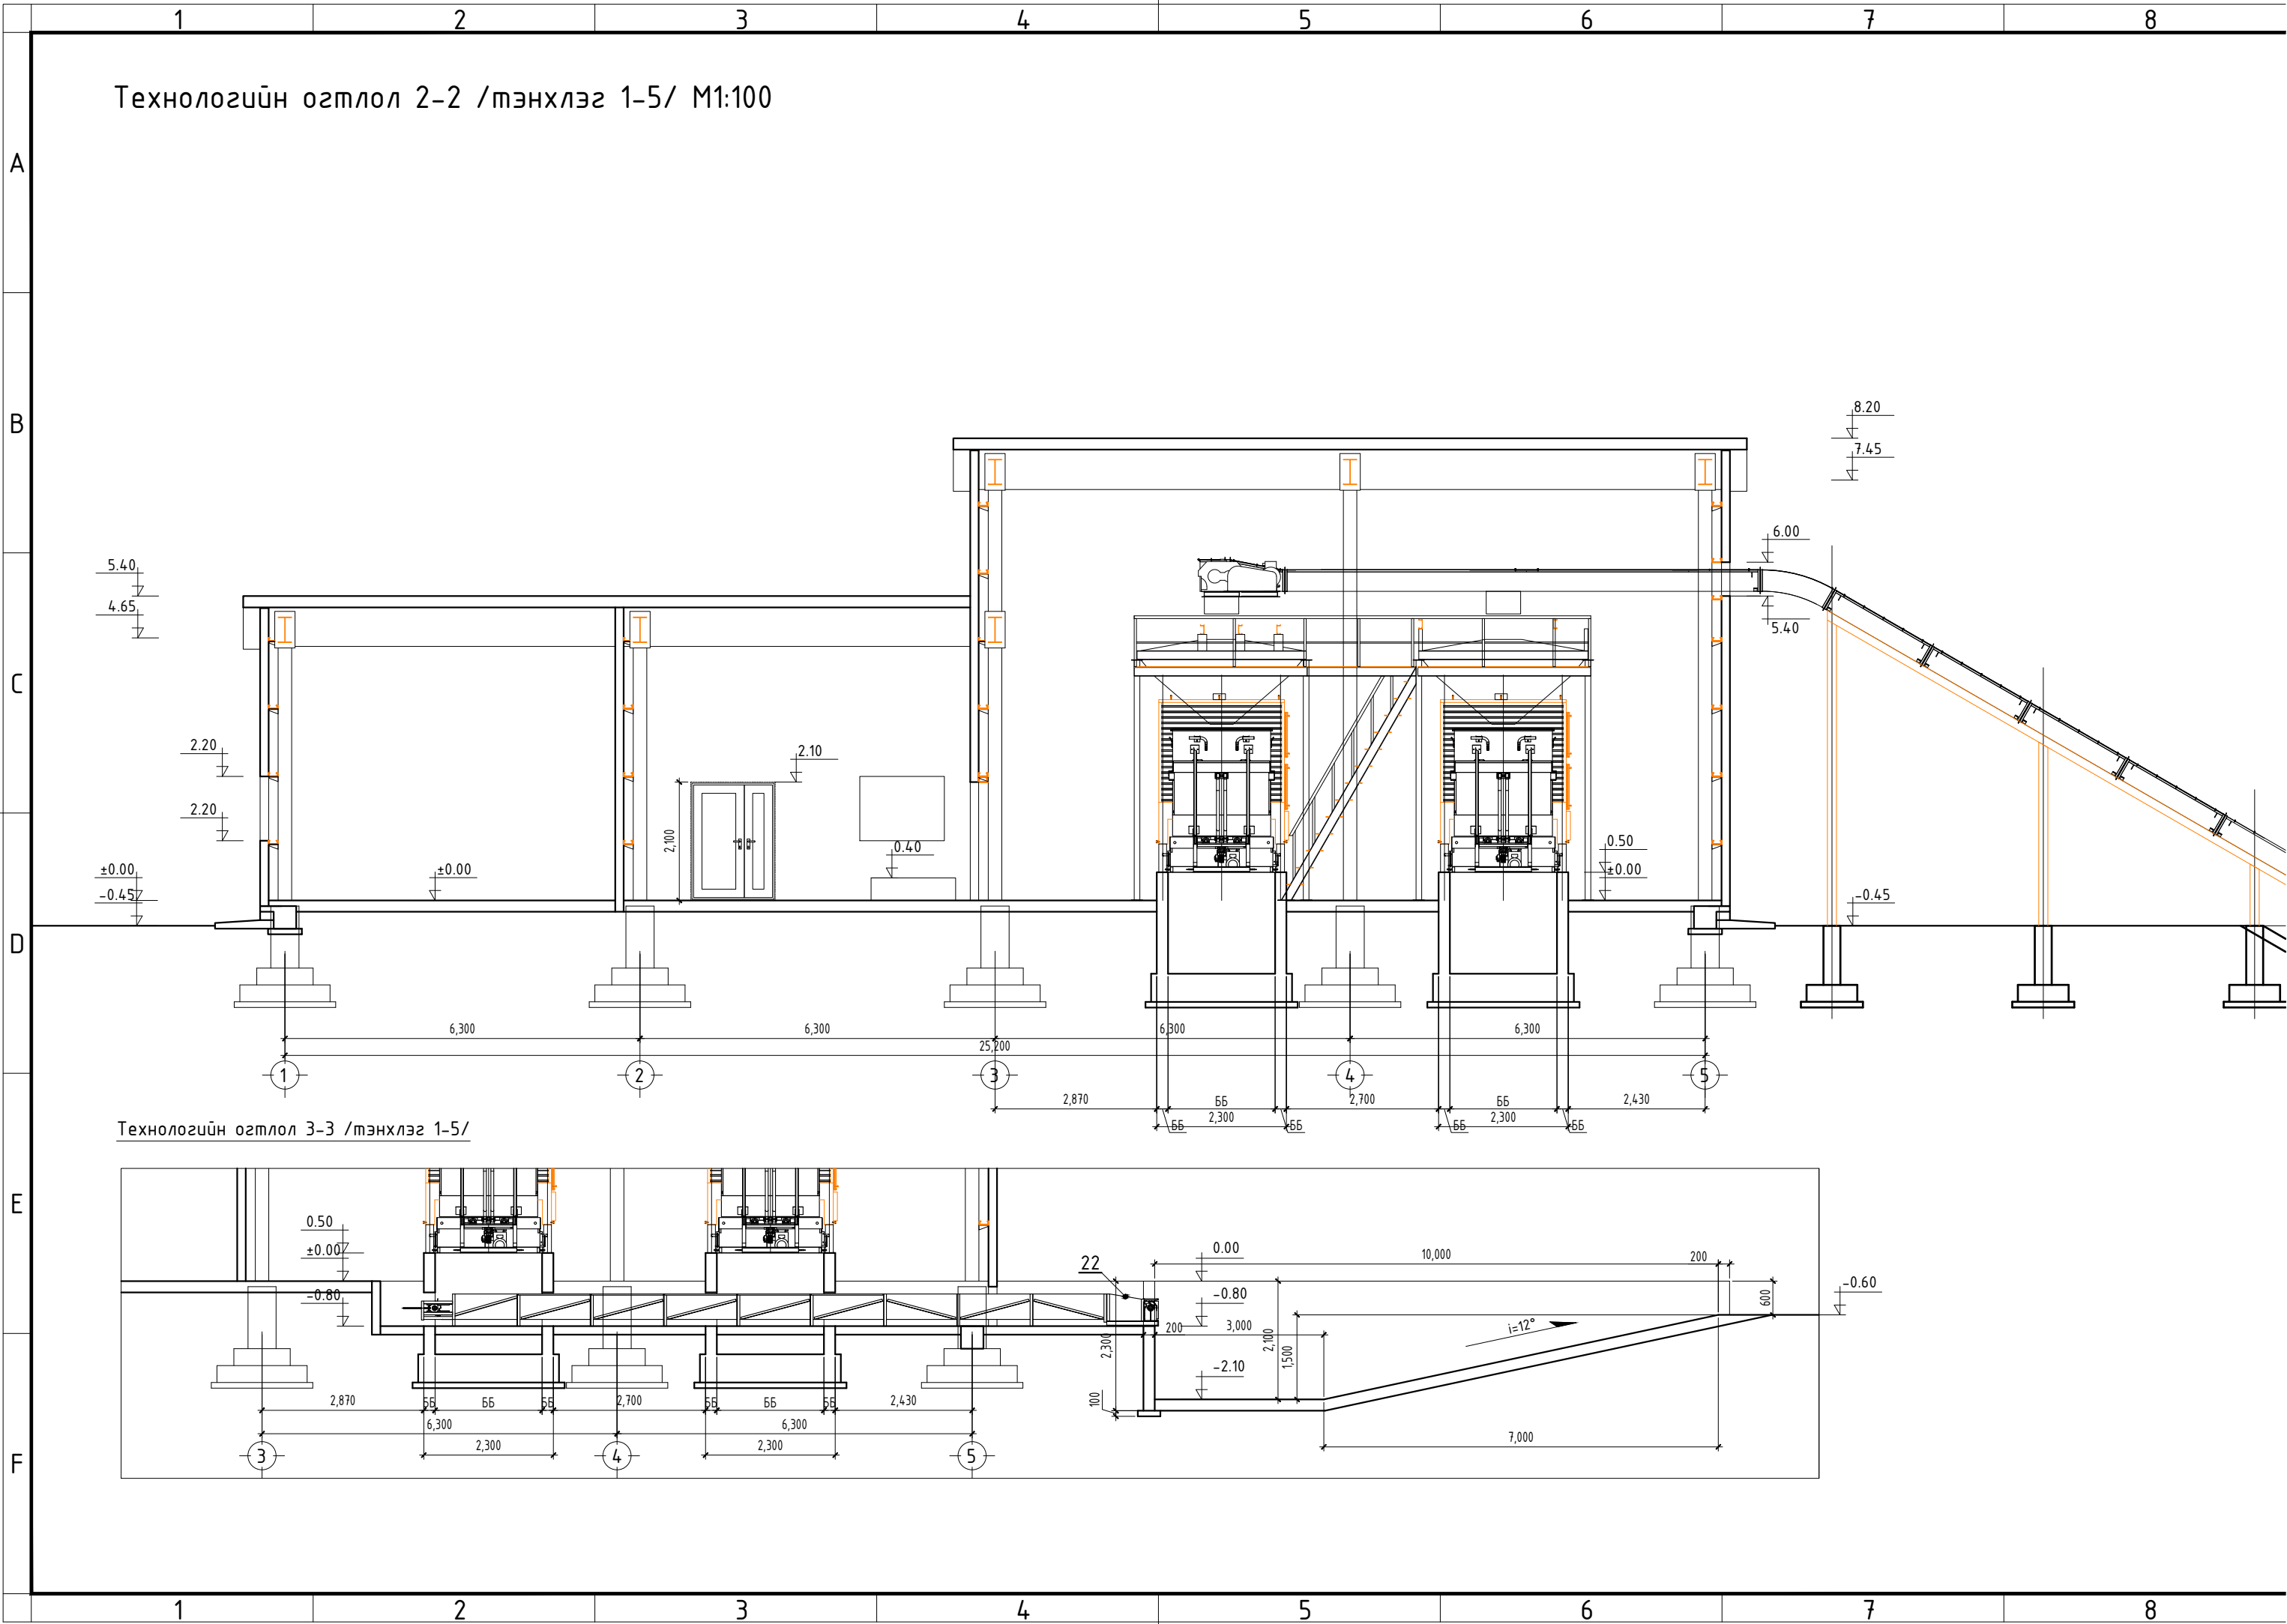 1 2 3 4 5 6 7 8
Технологийн огтлол 2-2 /тэнхлэг 1-5/ М1:100
A
B
8.20
7.45
6.00
5.40
4.65
5.40
C
2.20
2.10
2.20
2,100
0.40
0.50
±0.00
±0.00
±0.00
-0.45
-0.45
D
6,300 6,300 6,300 6,300
25,200
1 2 3 4 5
2,870 ББ 2,700 ББ 2,430
2,300 2,300
ББ ББ ББ ББ
Технологийн огтлол 3-3 /тэнхлэг 1-5/
E
0.50
±0.00
-0.80
22
0.00
10,000 200
-0.60
600
-0.80
200 3,000
i=12°
2,300
2,100
1,500
-2.10
100
2,870 ББ ББ ББ 2,700 ББ ББ ББ 2,430
6,300 6,300
2,300 2,300
7,000
3 4 5
F
1 2 3 4 5 6 7 8